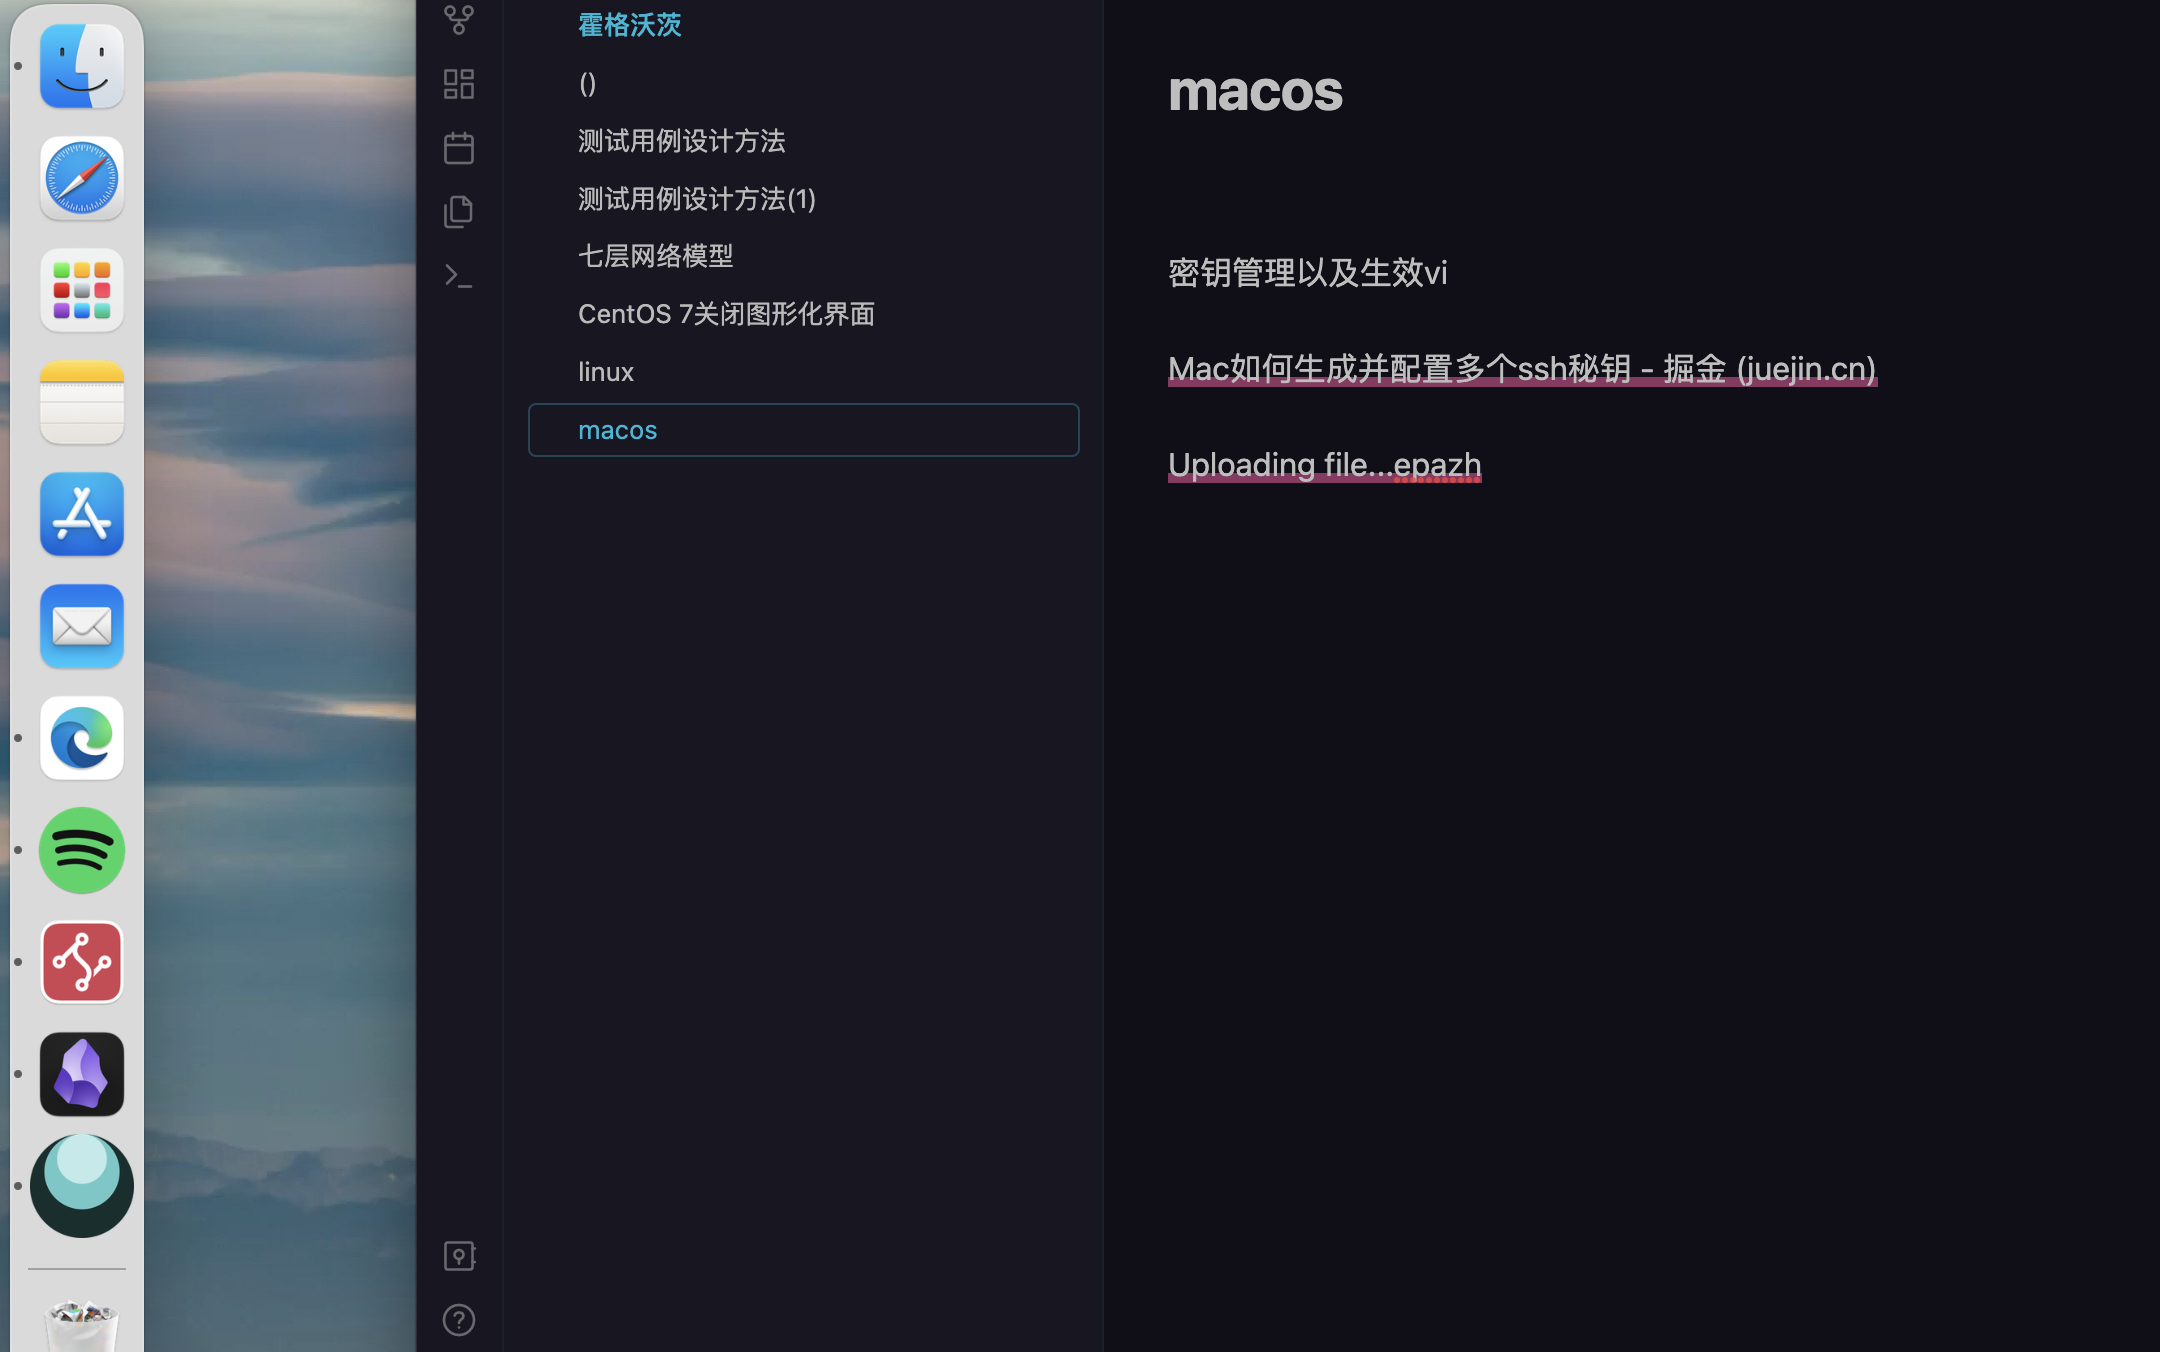 霍格沃茨
()
测试用例设计方法
测试用例设计方法(1)
七层网络模型
CentOS 7关闭图形化界面
linux
macos
macos
密钥管理以及生效vi
Mac如何生成并配置多个ssh秘钥 - 掘金 (juejin.cn)
Uploading file...epazh